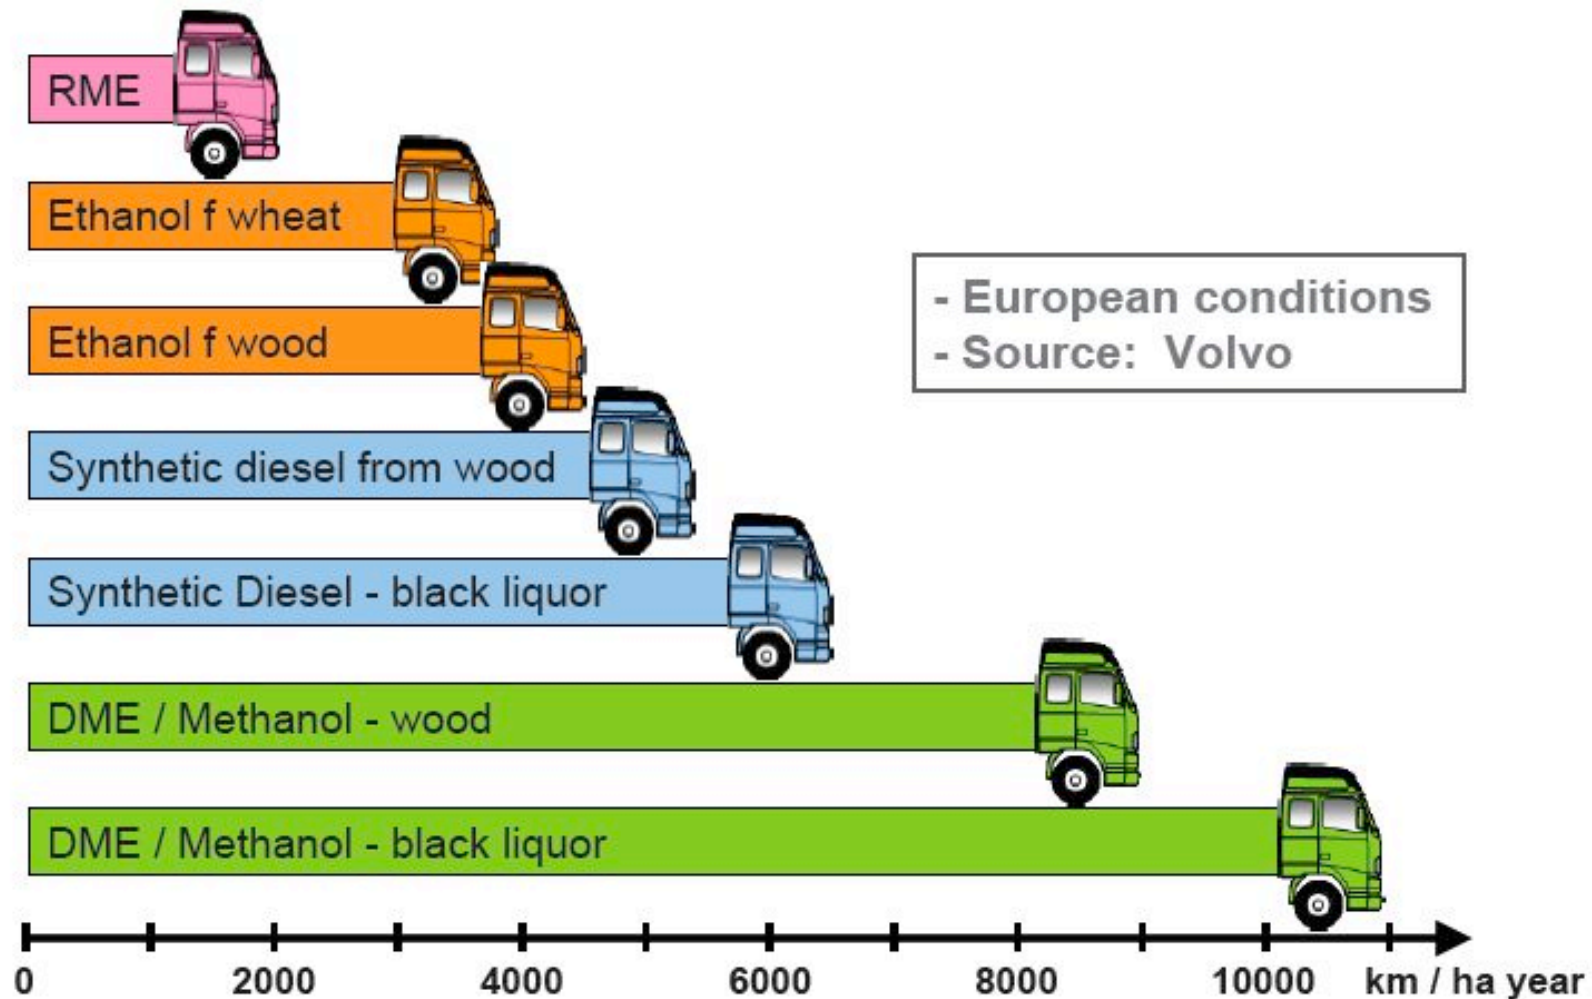 RME
Ethanol f wheat
Ethanol f wood
- European conditions
- Source: Volvo
Synthetic diesel from wood
Synthetic Diesel - black liquor
DME / Methanol - wood
DME / Methanol - black liquor
0 2000 4000 6000 8000 10000 km / ha year